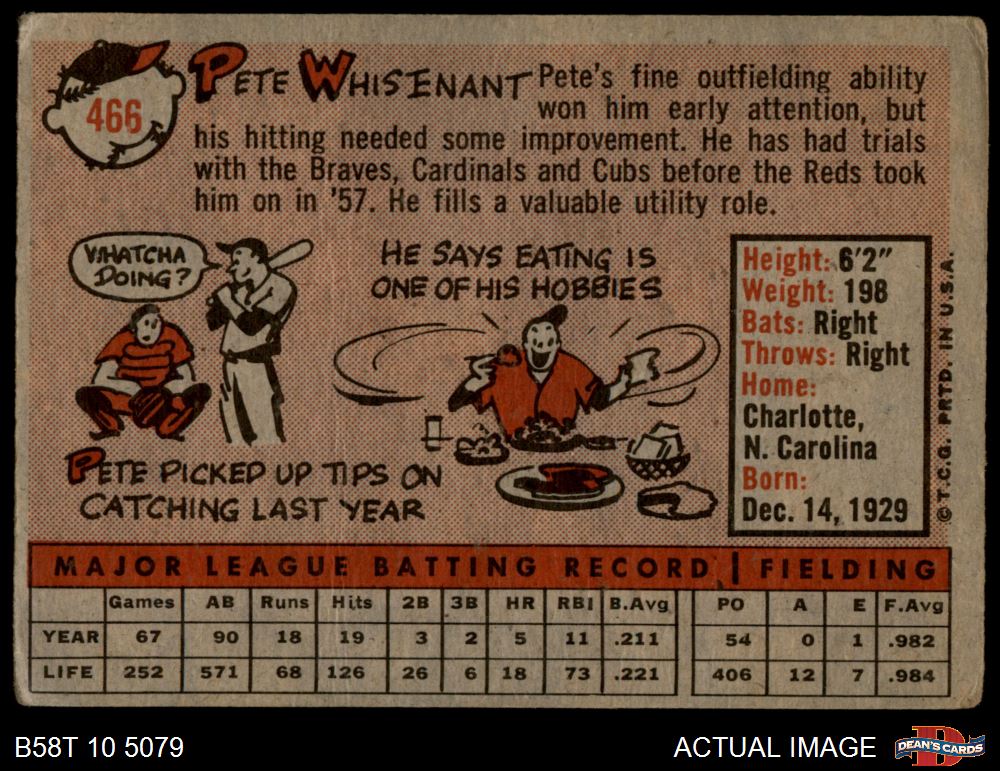 466
PETE WHISENANT
Pete's fine outfielding ability
won him early attention, but
his hitting needed some improvement. He has had trials
with the Braves, Cardinals and Cubs before the Reds took
him on in '57. He fills a valuable utility role.
WHATCHA
DOING?
PETE PICKED UP TIPS ON
CATCHING LAST YEAR
HE SAYS EATING IS
ONE OF HIS HOBBIES
Height: 6'2"
Weight: 198
Bats: Right
Throws: Right
Home:
Charlotte,
N. Carolina
Born:
Dec. 14, 1929
© T.C.G. PRTD. IN U.S.A.
MAJOR LEAGUE BATTING RECORD | FIELDING
Games AB Runs Hits 2B 3B HR RBI B.Avg PO A E F.Avg
YEAR 67 90 18 19 3 2 5 11 .211 54 0 1 .982
LIFE 252 571 68 126 26 6 18 73 .221 406 12 7 .984
B58T 10 5079
ACTUAL IMAGE
D
DEAN'S CARDS